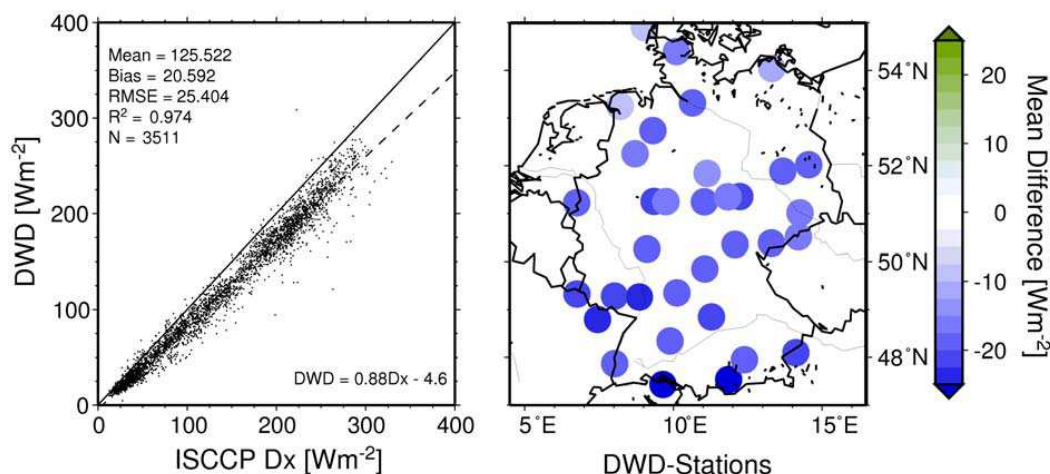 Mean = 125.522
Bias = 20.592
RMSE = 25.404
R² = 0.974
N = 3511
DWD = 0.88Dx - 4.6
400
300
200
100
0
0 100 200 300 400
DWD [Wm⁻²]
ISCCP Dx [Wm⁻²]
54˚N
52˚N
50˚N
48˚N
5˚E 10˚E 15˚E
DWD-Stations
20
10
0
-10
-20
Mean Difference [Wm⁻²]